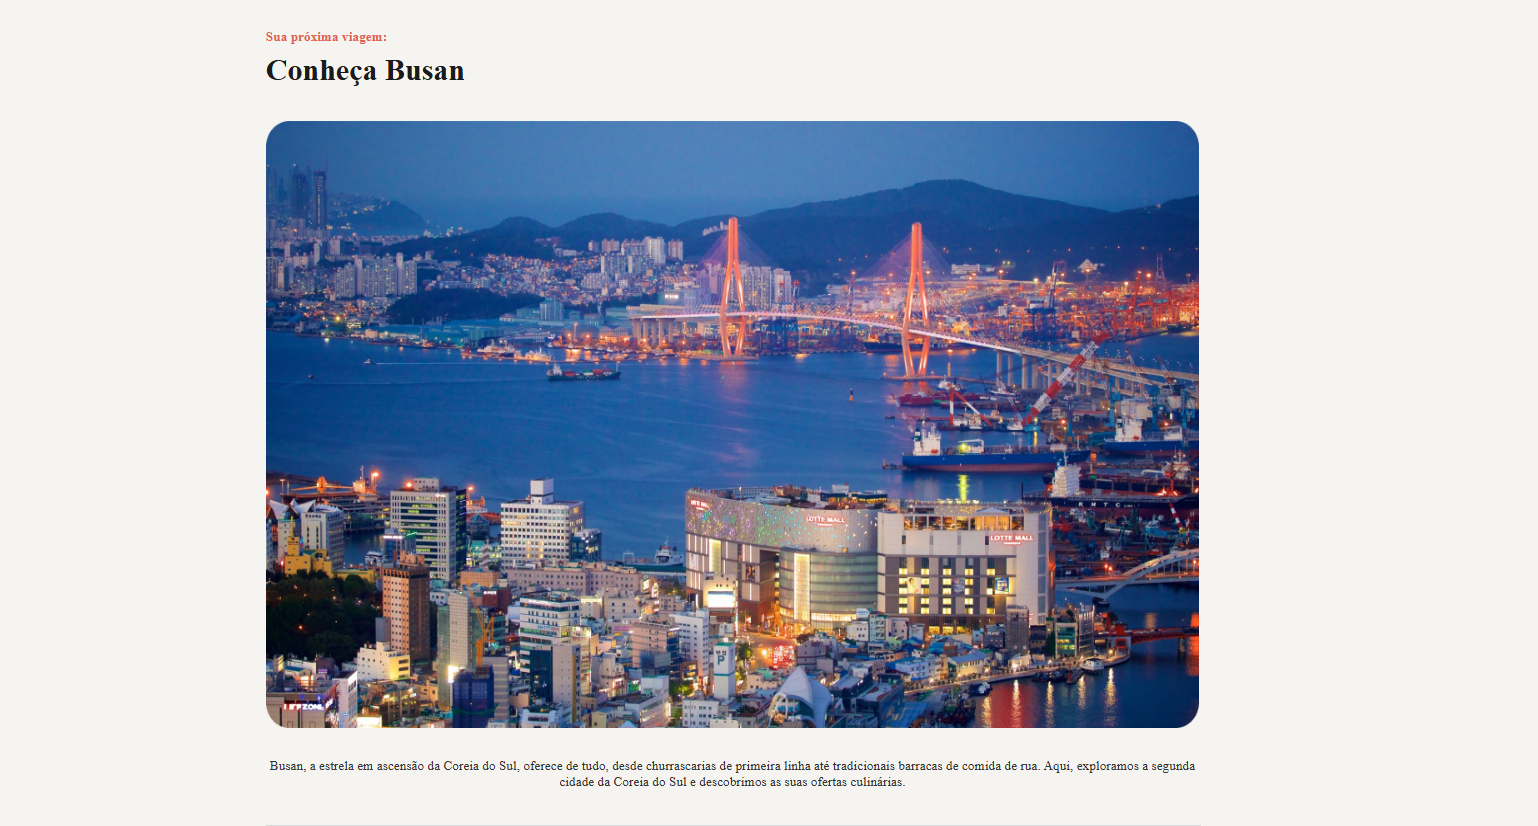 Sua próxima viagem:
Conheça Busan
LOTTE MALL
LOTTE MALL
P
Busan, a estrela em ascensão da Coreia do Sul, oferece de tudo, desde churrascarias de primeira linha até tradicionais barracas de comida de rua. Aqui, exploramos a segunda
cidade da Coreia do Sul e descobrimos as suas ofertas culinárias.